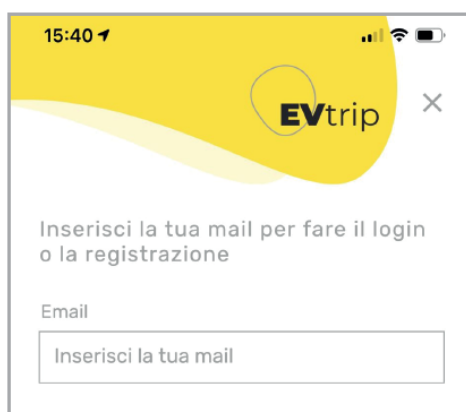 15:40
EVtrip
Inserisci la tua mail per fare il login
o la registrazione
Email
Inserisci la tua mail